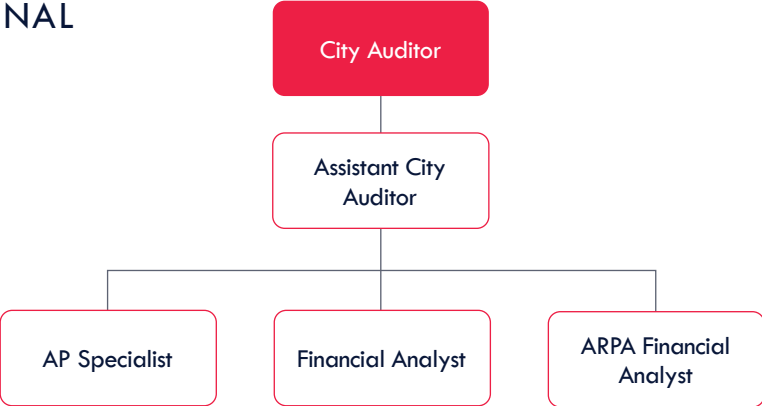 NAL
City Auditor
Assistant City
Auditor
AP Specialist
Financial Analyst
ARPA Financial
Analyst